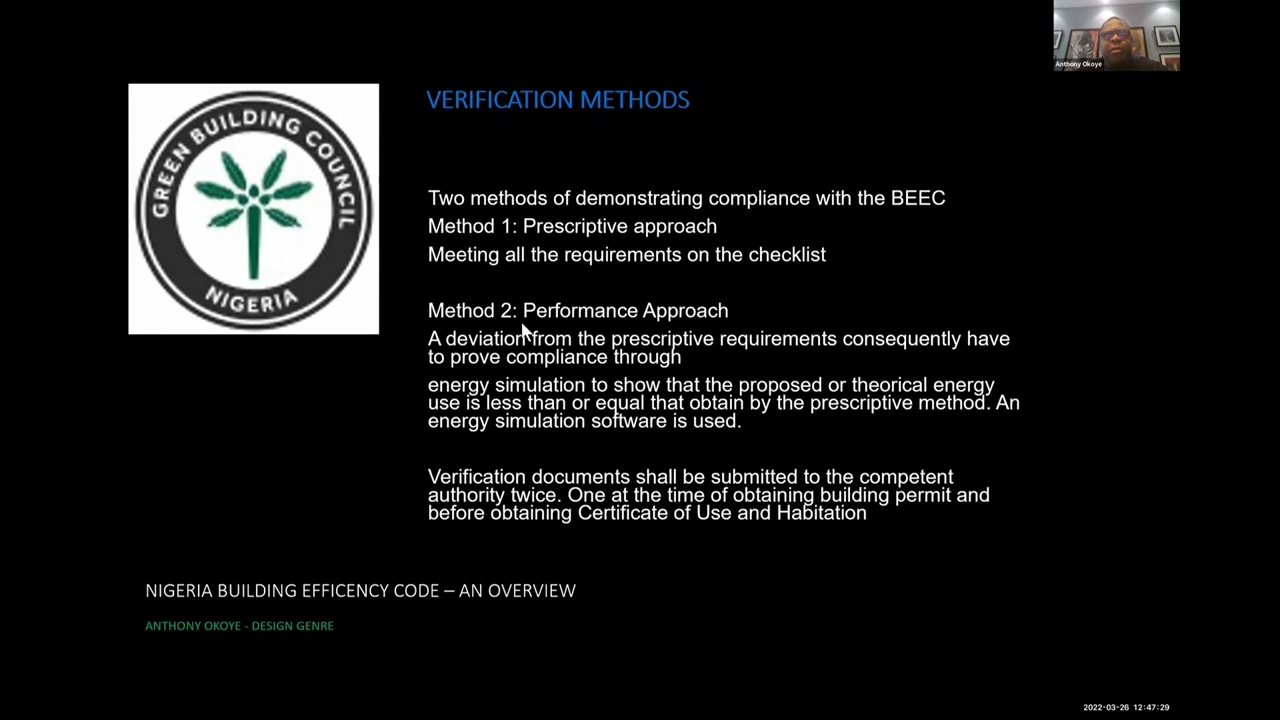 Anthony Okoye
GREEN BUILDING COUNCIL
NIGERIA
VERIFICATION METHODS
Two methods of demonstrating compliance with the BEEC
Method 1: Prescriptive approach
Meeting all the requirements on the checklist
Method 2: Performance Approach
A deviation from the prescriptive requirements consequently have
to prove compliance through
energy simulation to show that the proposed or theorical energy
use is less than or equal that obtain by the prescriptive method. An
energy simulation software is used.
Verification documents shall be submitted to the competent
authority twice. One at the time of obtaining building permit and
before obtaining Certificate of Use and Habitation
NIGERIA BUILDING EFFICENCY CODE – AN OVERVIEW
ANTHONY OKOYE - DESIGN GENRE
2022-03-26 12:47:29